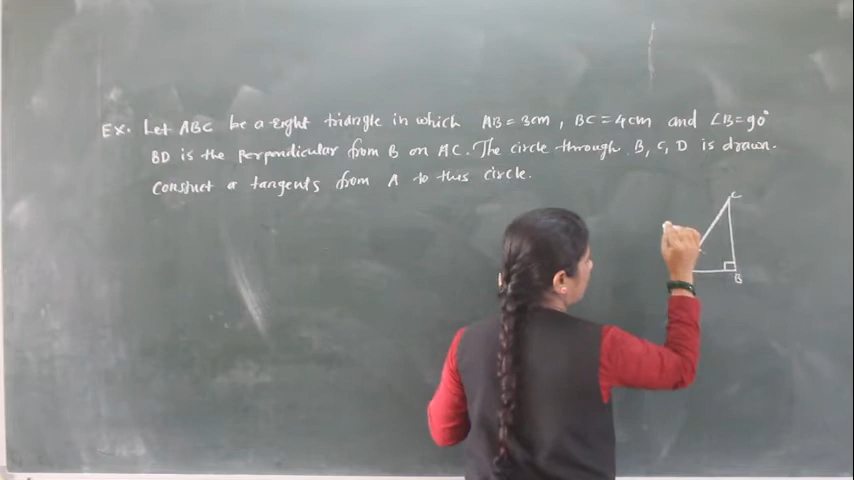 Ex. Let ABC be a right triangle in which AB = 3cm, BC = 4cm and ∠B = 90°
BD is the perpendicular from B on AC. The circle through B, C, D is drawn.
Construct a tangents from A to this circle.
C
B